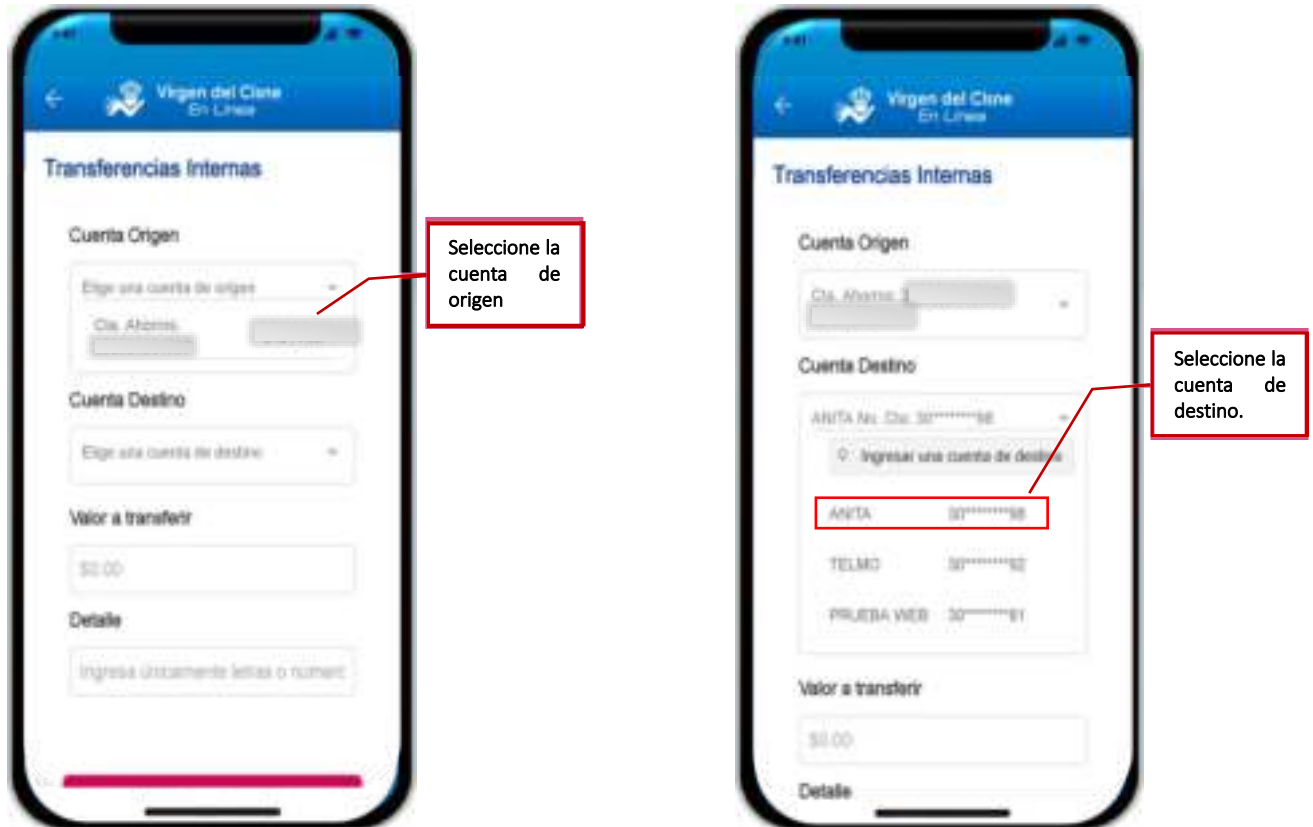 Virgen del Cisne
En Línea
Transferencias Internas
Cuenta Origen
Elige una cuenta de origen
Cta. Ahorros.
Cuenta Destino
Elige una cuenta de destino
Valor a transferir
$0.00
Detalle
Ingresa únicamente letras o numero
Seleccione la
cuenta de
origen
Virgen del Cisne
En Línea
Transferencias Internas
Cuenta Origen
Cta. Ahorros.
Cuenta Destino
ANITA No. Cta. 30********98
Ingresar una cuenta de destino
ANITA 30********98
TELMO 30********92
PRUEBA WEB 30********91
Valor a transferir
$0.00
Detalle
Seleccione la
cuenta de
destino.